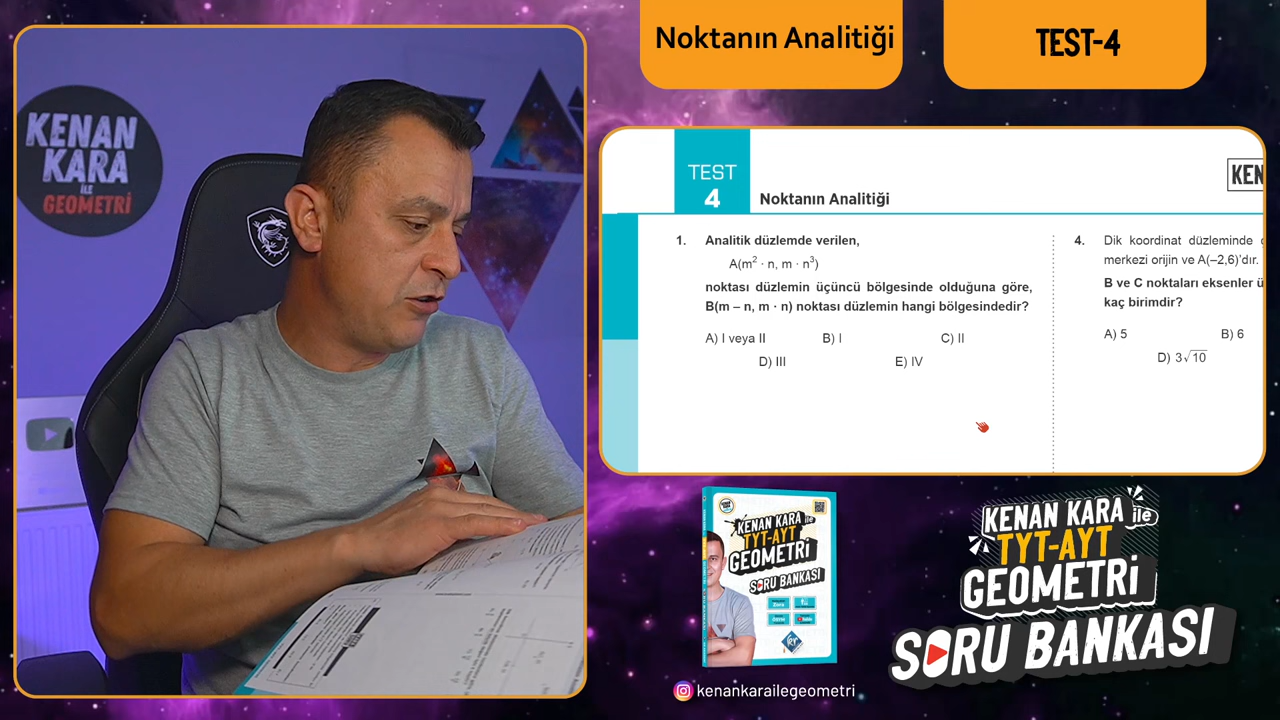 Noktanın Analitiği
TEST-4
KENAN
KARA
İLE
GEOMETRİ
TEST
4
Noktanın Analitiği
KEN
1. Analitik düzlemde verilen,
A(m² · n, m · n³)
noktası düzlemin üçüncü bölgesinde olduğuna göre,
B(m – n, m · n) noktası düzlemin hangi bölgesindedir?
A) I veya II B) I C) II
D) III E) IV
4. Dik koordinat düzleminde
merkezi orijin ve A(–2,6)'dır.
B ve C noktaları eksenler ü
kaç birimdir?
A) 5 B) 6
D) 3√10
KENAN KARA ile
TYT-AYT
GEOMETRİ
SORU BANKASI
KENAN KARA ile
TYT-AYT
GEOMETRİ
SORU BANKASI
kenankarailegeometri